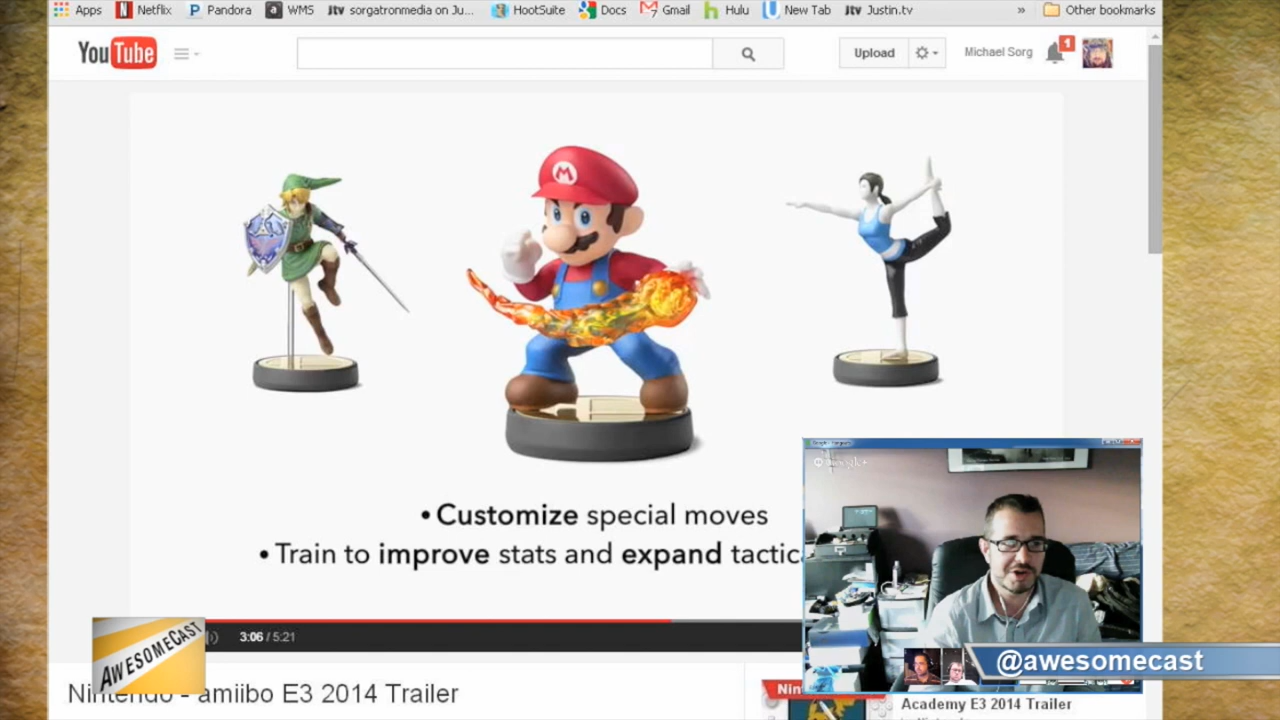 Apps Netflix Pandora WMS sorgatronmedia on Ju... HootSuite Docs Gmail Hulu New Tab Justin.tv » Other bookmarks
YouTube Upload Michael Sorg 1
M
• Customize special moves
• Train to improve stats and expand tactica
3:06 / 5:21
AWESOMECAST
@awesomecast
Nintendo - amiibo E3 2014 Trailer
Nin
Academy E3 2014 Trailer